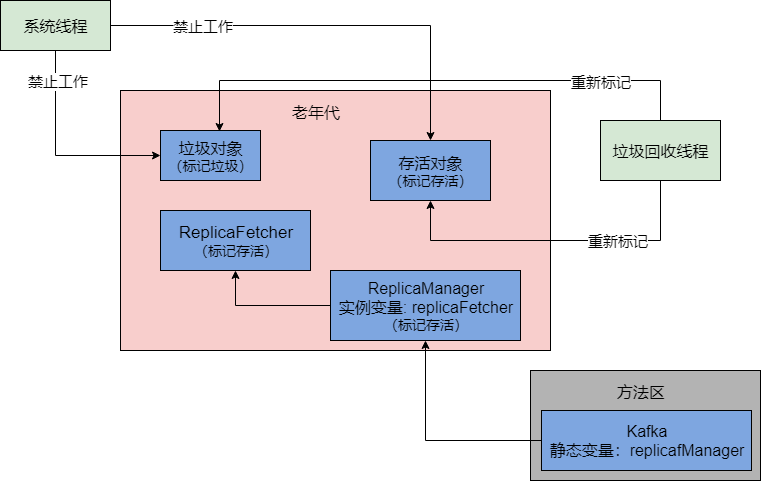 系统线程
禁止工作
禁止工作
重新标记
老年代
垃圾对象
（标记垃圾）
存活对象
（标记存活）
垃圾回收线程
ReplicaFetcher
（标记存活）
重新标记
ReplicaManager
实例变量: replicaFetcher
（标记存活）
方法区
Kafka
静态变量：replicafManager